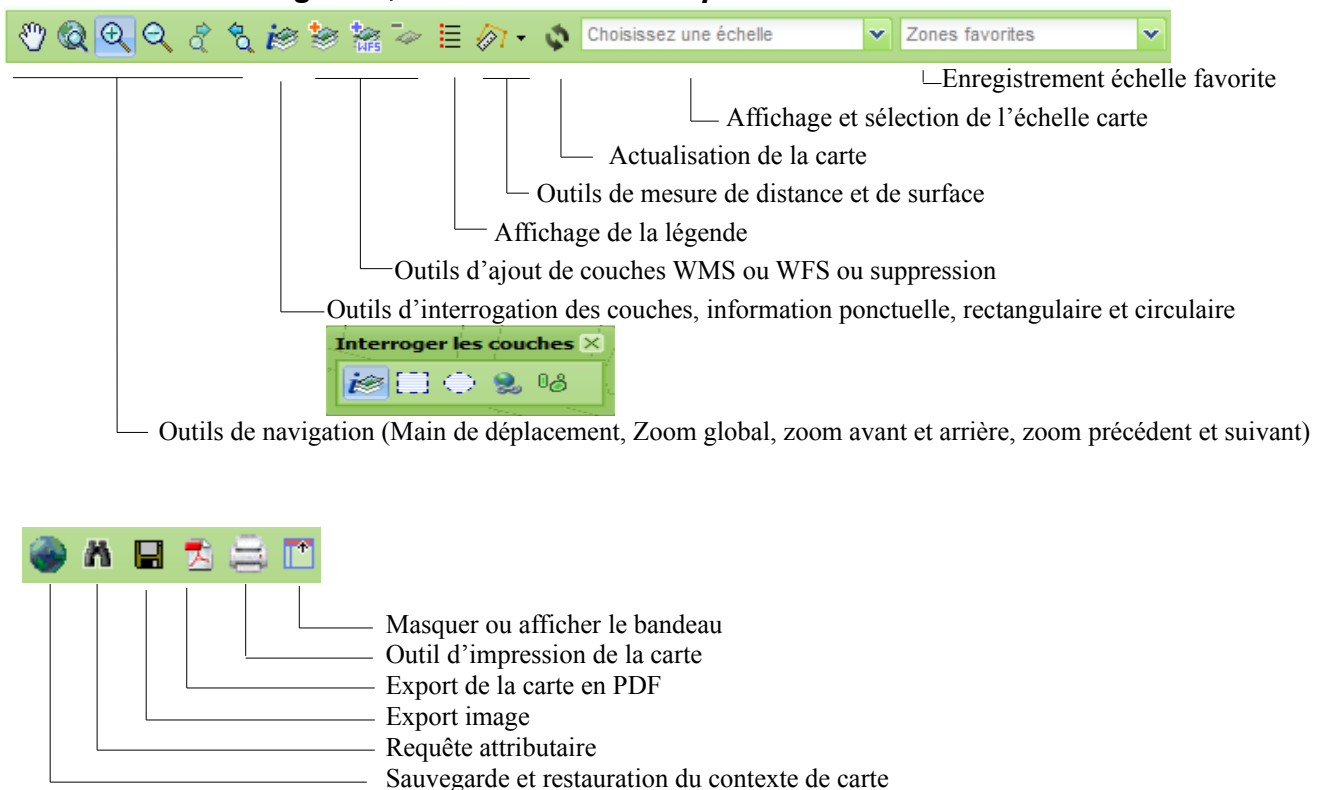 WFS
Choisissez une échelle
Zones favorites
Enregistrement échelle favorite
Affichage et sélection de l’échelle carte
Actualisation de la carte
Outils de mesure de distance et de surface
Affichage de la légende
Outils d’ajout de couches WMS ou WFS ou suppression
Outils d’interrogation des couches, information ponctuelle, rectangulaire et circulaire
Interroger les couches
Outils de navigation (Main de déplacement, Zoom global, zoom avant et arrière, zoom précédent et suivant)
Masquer ou afficher le bandeau
Outil d’impression de la carte
Export de la carte en PDF
Export image
Requête attributaire
Sauvegarde et restauration du contexte de carte